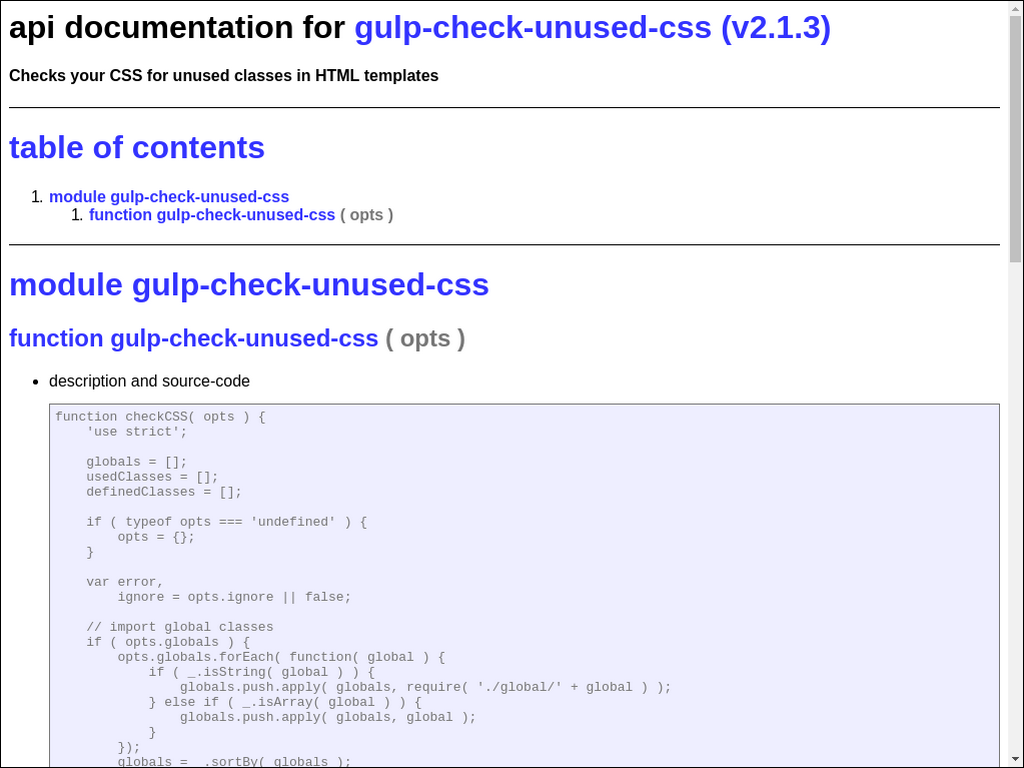 api documentation for gulp-check-unused-css (v2.1.3)
Checks your CSS for unused classes in HTML templates
table of contents
1. module gulp-check-unused-css
1. function gulp-check-unused-css ( opts )
module gulp-check-unused-css
function gulp-check-unused-css ( opts )
• description and source-code
function checkCSS( opts ) {
    'use strict';

    globals = [];
    usedClasses = [];
    definedClasses = [];

    if ( typeof opts === 'undefined' ) {
        opts = {};
    }

    var error,
        ignore = opts.ignore || false;

    // import global classes
    if ( opts.globals ) {
        opts.globals.forEach( function( global ) {
            if ( _.isString( global ) ) {
                globals.push.apply( globals, require( './global/' + global ) );
            } else if ( _.isArray( global ) ) {
                globals.push.apply( globals, global );
            }
        });
        globals = _.sortBy( globals );